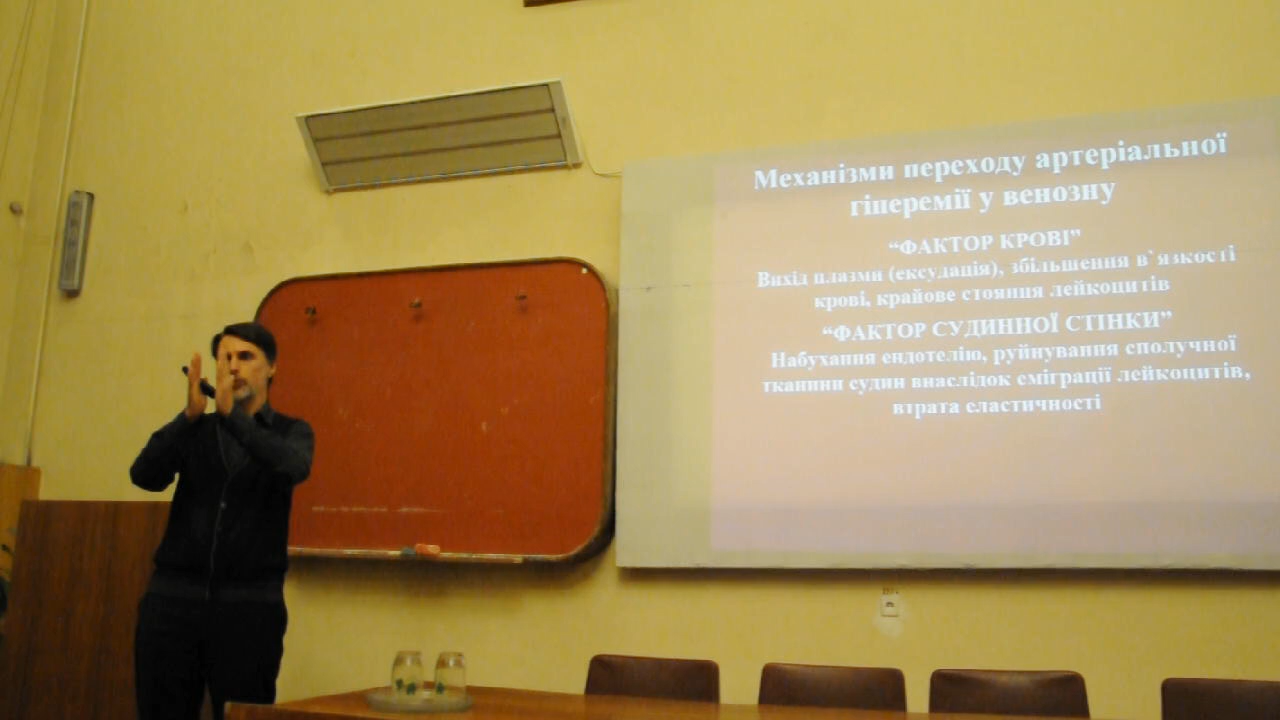 Механізми переходу артеріальної
гіперемії у венозну
“ФАКТОР КРОВІ”
Вихід плазми (ексудація), збільшення в`язкості
крові, крайове стояння лейкоцитів
“ФАКТОР СУДИННОЇ СТІНКИ”
Набухання ендотелію, руйнування сполучної
тканини судин внаслідок еміграції лейкоцитів,
втрата еластичності